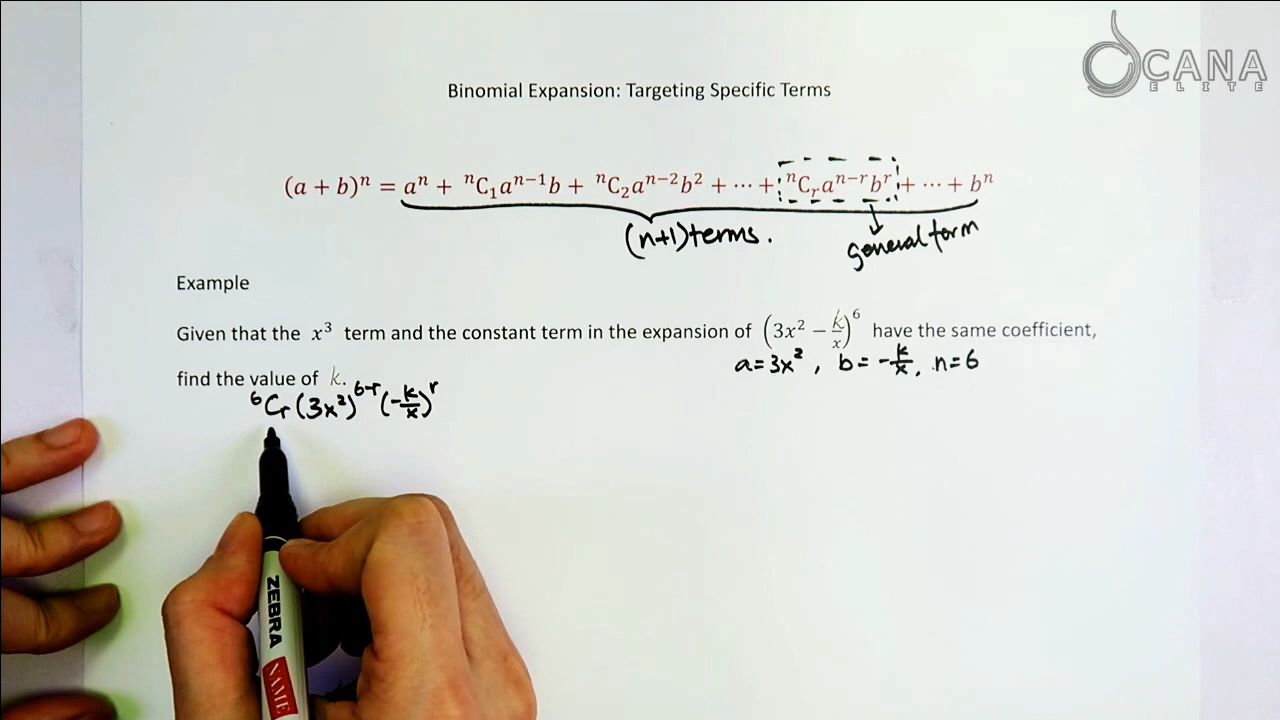 OCANA
ELITE
Binomial Expansion: Targeting Specific Terms
(a + b)ⁿ = aⁿ + ⁿC₁aⁿ⁻¹b + ⁿC₂aⁿ⁻²b² + ⋯ + ⁿCᵣaⁿ⁻ʳbʳ + ⋯ + bⁿ
(n+1) terms.
general term
Example
Given that the x³ term and the constant term in the expansion of (3x² − k/x)⁶ have the same coefficient,
a = 3x², b = -k/x, n = 6
find the value of k.
⁶Cᵣ(3x²)⁶⁻ʳ(-k/x)ʳ
ZEBRA
NAME